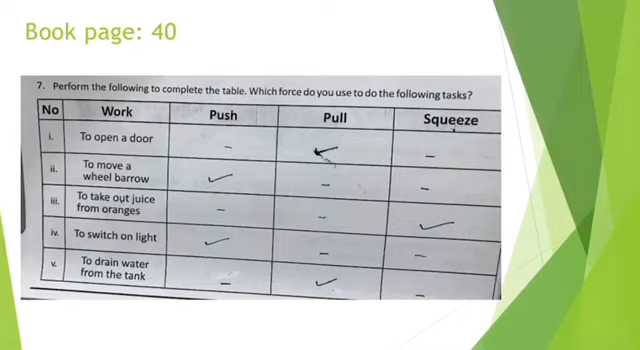 Book page: 40
7. Perform the following to complete the table. Which force do you use to do the following tasks?
No Work Push Pull Squeeze
i. To open a door - ✓ -
ii. To move a
wheel barrow ✓ - -
iii. To take out juice
from oranges - - ✓
iv. To switch on light ✓ - -
v. To drain water
from the tank - ✓ -